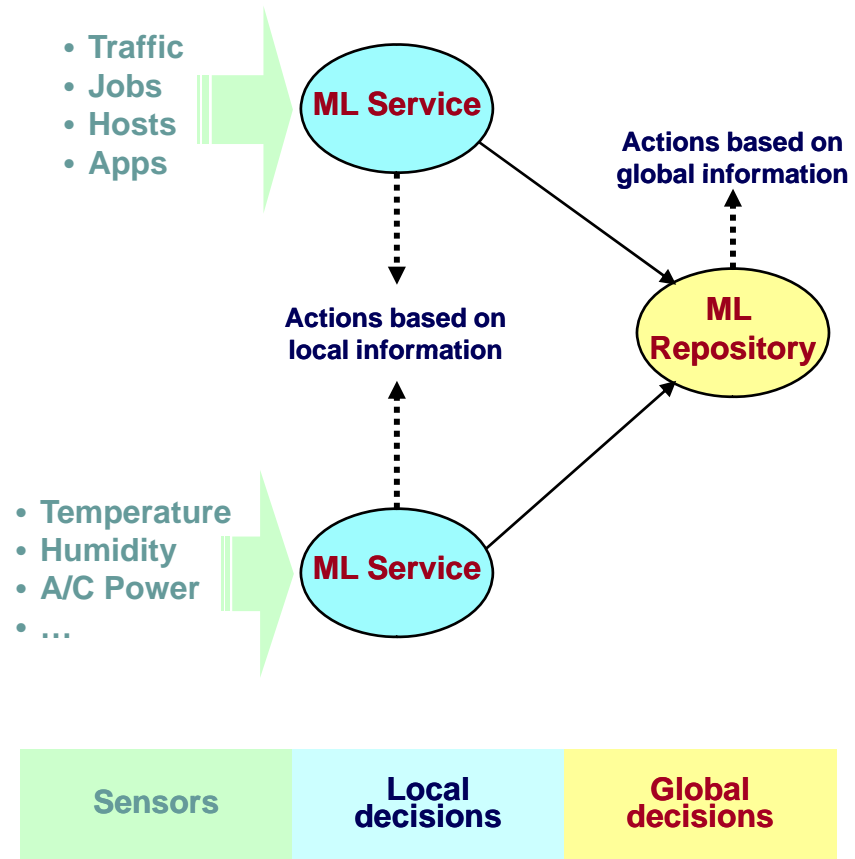 • Traffic
• Jobs
• Hosts
• Apps
ML Service
Actions based on
global information
ML
Repository
Actions based on
local information
• Temperature
• Humidity
• A/C Power
• …
ML Service
Sensors
Local
decisions
Global
decisions